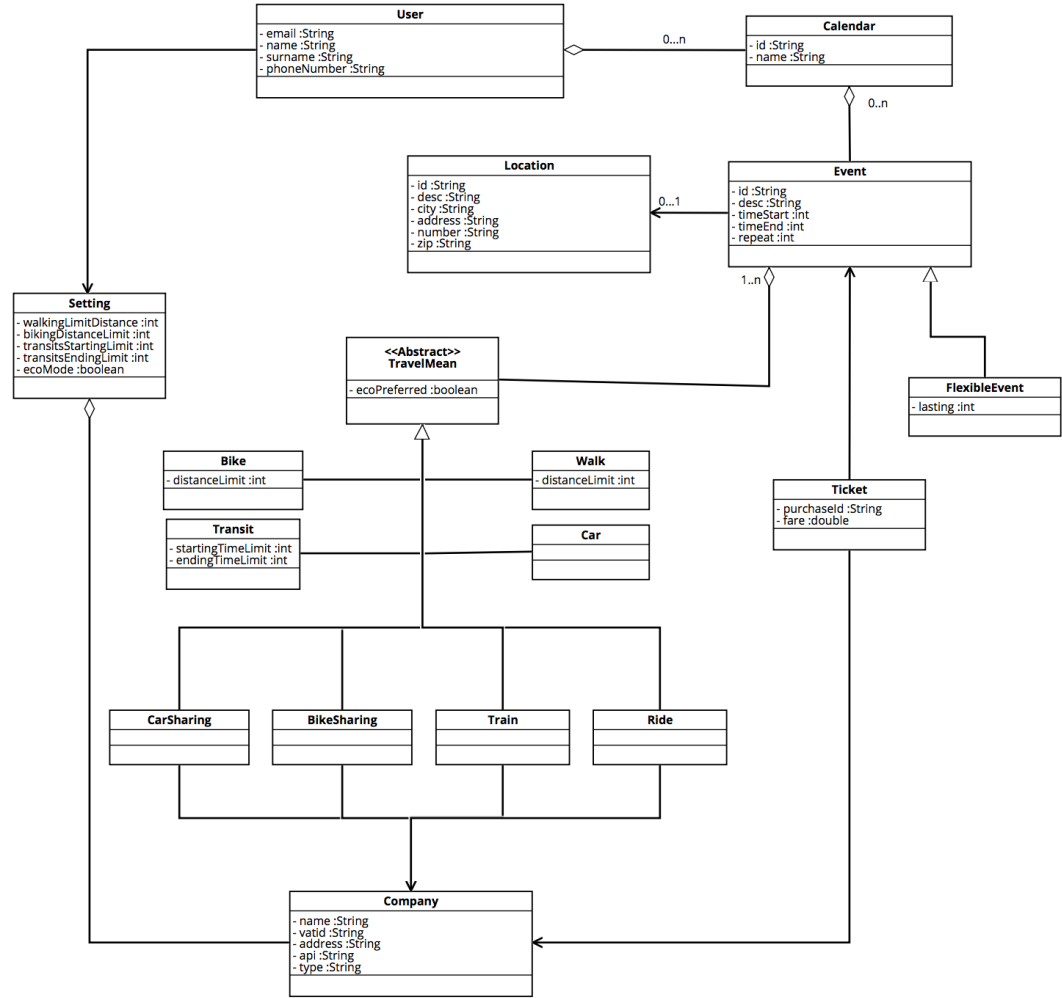 User
- email :String
- name :String
- surname :String
- phoneNumber :String
0...n
Calendar
- id :String
- name :String
0..n
Location
- id :String
- desc :String
- city :String
- address :String
- number :String
- zip :String
0...1
Event
- id :String
- desc :String
- timeStart :int
- timeEnd :int
- repeat :int
1..n
Setting
- walkingLimitDistance :int
- bikingDistanceLimit :int
- transitsStartingLimit :int
- transitsEndingLimit :int
- ecoMode :boolean
<<Abstract>>
TravelMean
- ecoPreferred :boolean
FlexibleEvent
- lasting :int
Bike
- distanceLimit :int
Walk
- distanceLimit :int
Ticket
- purchaseId :String
- fare :double
Transit
- startingTimeLimit :int
- endingTimeLimit :int
Car
CarSharing
BikeSharing
Train
Ride
Company
- name :String
- vatid :String
- address :String
- api :String
- type :String